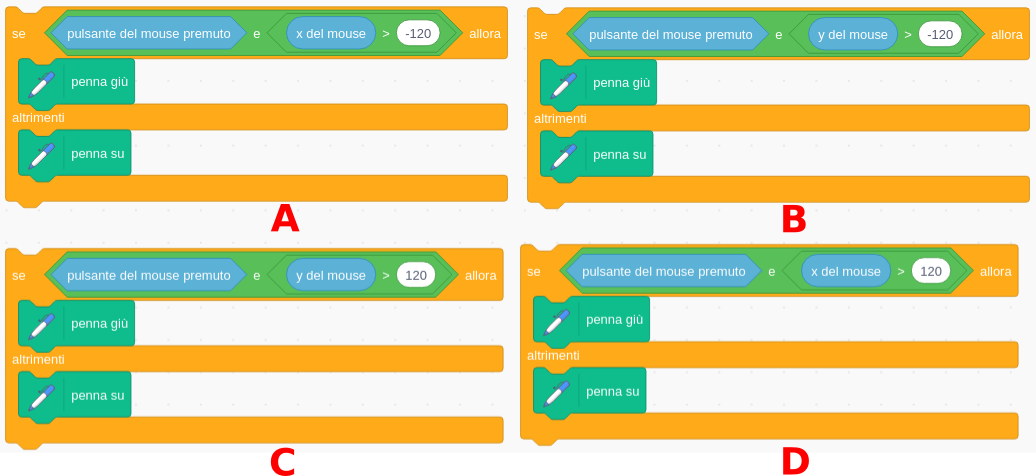 se pulsante del mouse premuto e x del mouse > -120 allora
penna giù
altrimenti
penna su
A
se pulsante del mouse premuto e y del mouse > -120 allora
penna giù
altrimenti
penna su
B
se pulsante del mouse premuto e y del mouse > 120 allora
penna giù
altrimenti
penna su
C
se pulsante del mouse premuto e x del mouse > 120 allora
penna giù
altrimenti
penna su
D